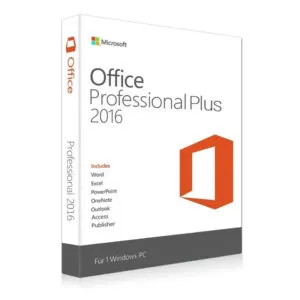 Microsoft
Office
Professional Plus
2016
Includes
Word
Excel
PowerPoint
OneNote
Outlook
Access
Publisher
Für 1 Windows-PC
Office
Professional 2016